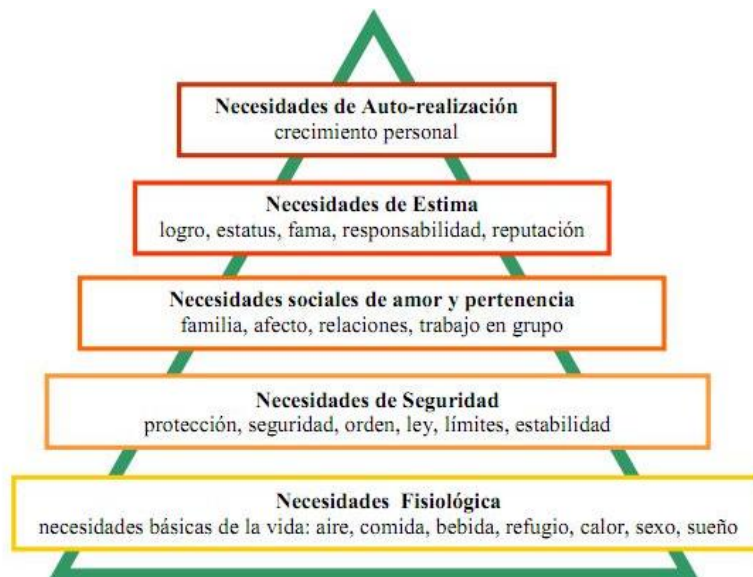 Necesidades de Auto-realización
crecimiento personal
Necesidades de Estima
logro, estatus, fama, responsabilidad, reputación
Necesidades sociales de amor y pertenencia
familia, afecto, relaciones, trabajo en grupo
Necesidades de Seguridad
protección, seguridad, orden, ley, límites, estabilidad
Necesidades Fisiológica
necesidades básicas de la vida: aire, comida, bebida, refugio, calor, sexo, sueño